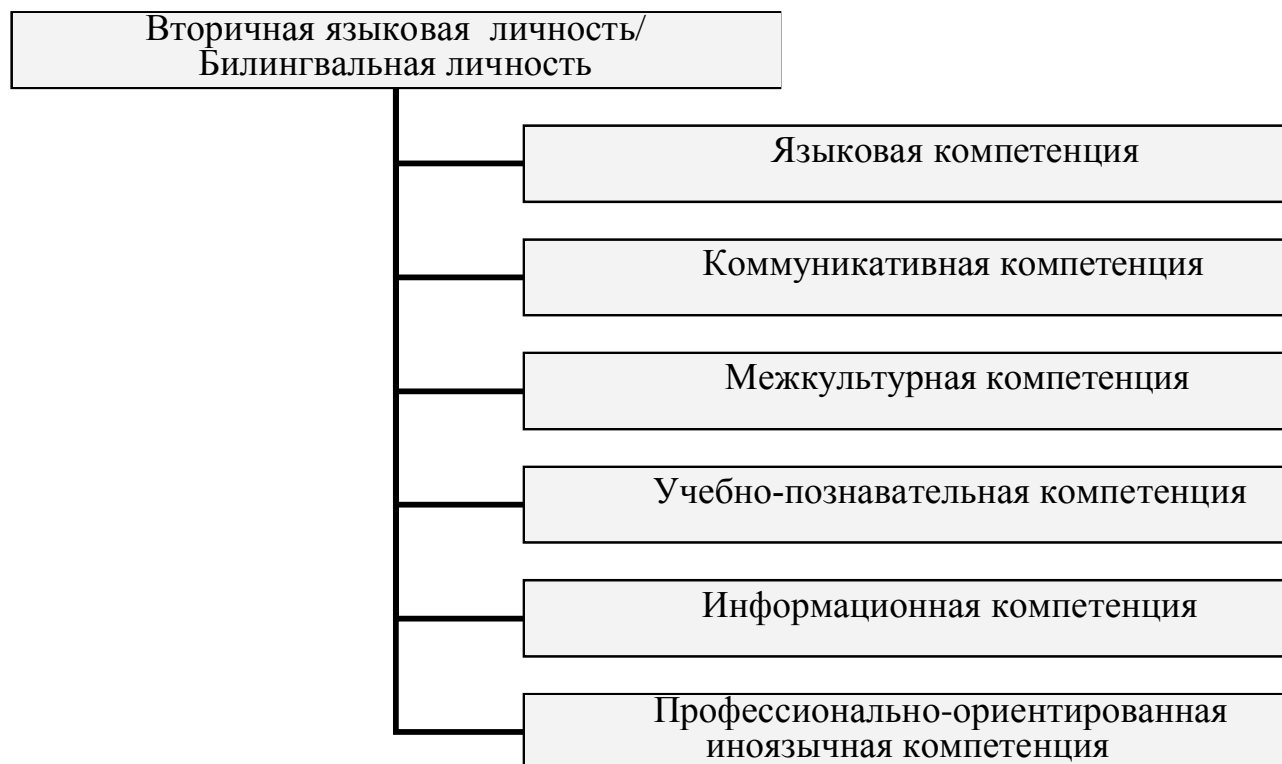 Вторичная языковая личность/
Билингвальная личность
Языковая компетенция
Коммуникативная компетенция
Межкультурная компетенция
Учебно-познавательная компетенция
Информационная компетенция
Профессионально-ориентированная
иноязычная компетенция